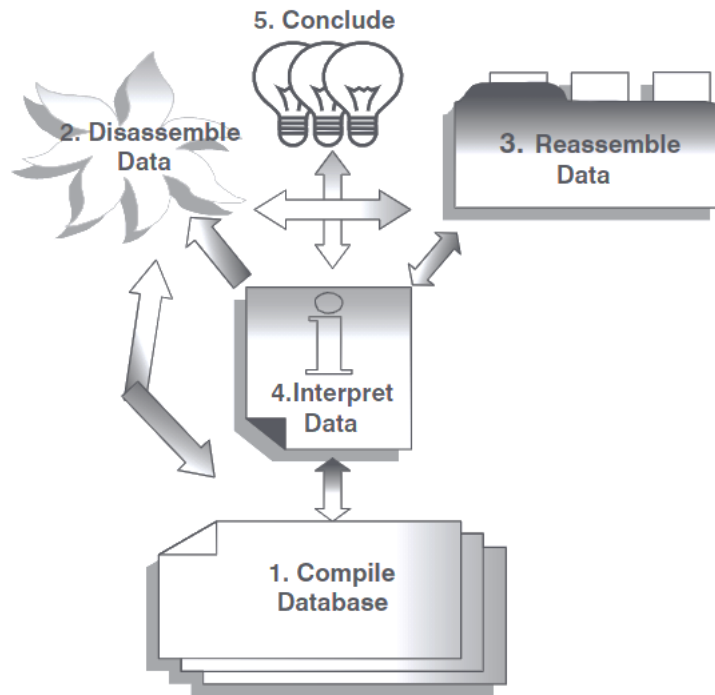 5. Conclude
2. Disassemble
Data
3. Reassemble
Data
i
4.Interpret
Data
1. Compile
Database